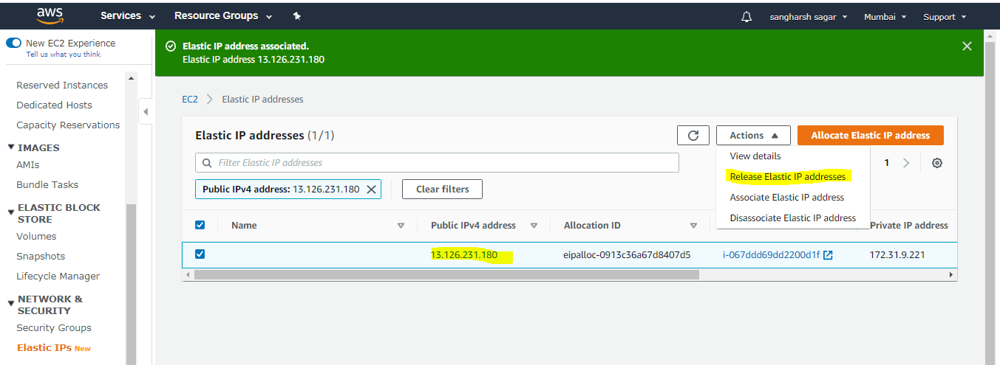 aws Services Resource Groups sangharsh sagar Mumbai Support
New EC2 Experience
Tell us what you think
Reserved Instances
Dedicated Hosts
Capacity Reservations
IMAGES
AMIs
Bundle Tasks
ELASTIC BLOCK
STORE
Volumes
Snapshots
Lifecycle Manager
NETWORK &
SECURITY
Security Groups
Elastic IPs New
Elastic IP address associated.
Elastic IP address 13.126.231.180
EC2 Elastic IP addresses
Elastic IP addresses (1/1) Actions Allocate Elastic IP address
Filter Elastic IP addresses 1
Public IPv4 address: 13.126.231.180 Clear filters
View details
Release Elastic IP addresses
Associate Elastic IP address
Disassociate Elastic IP address
Name Public IPv4 address Allocation ID Private IP address
13.126.231.180 eipalloc-0913c36a67d8407d5 i-067ddd69dd2200d1f 172.31.9.221